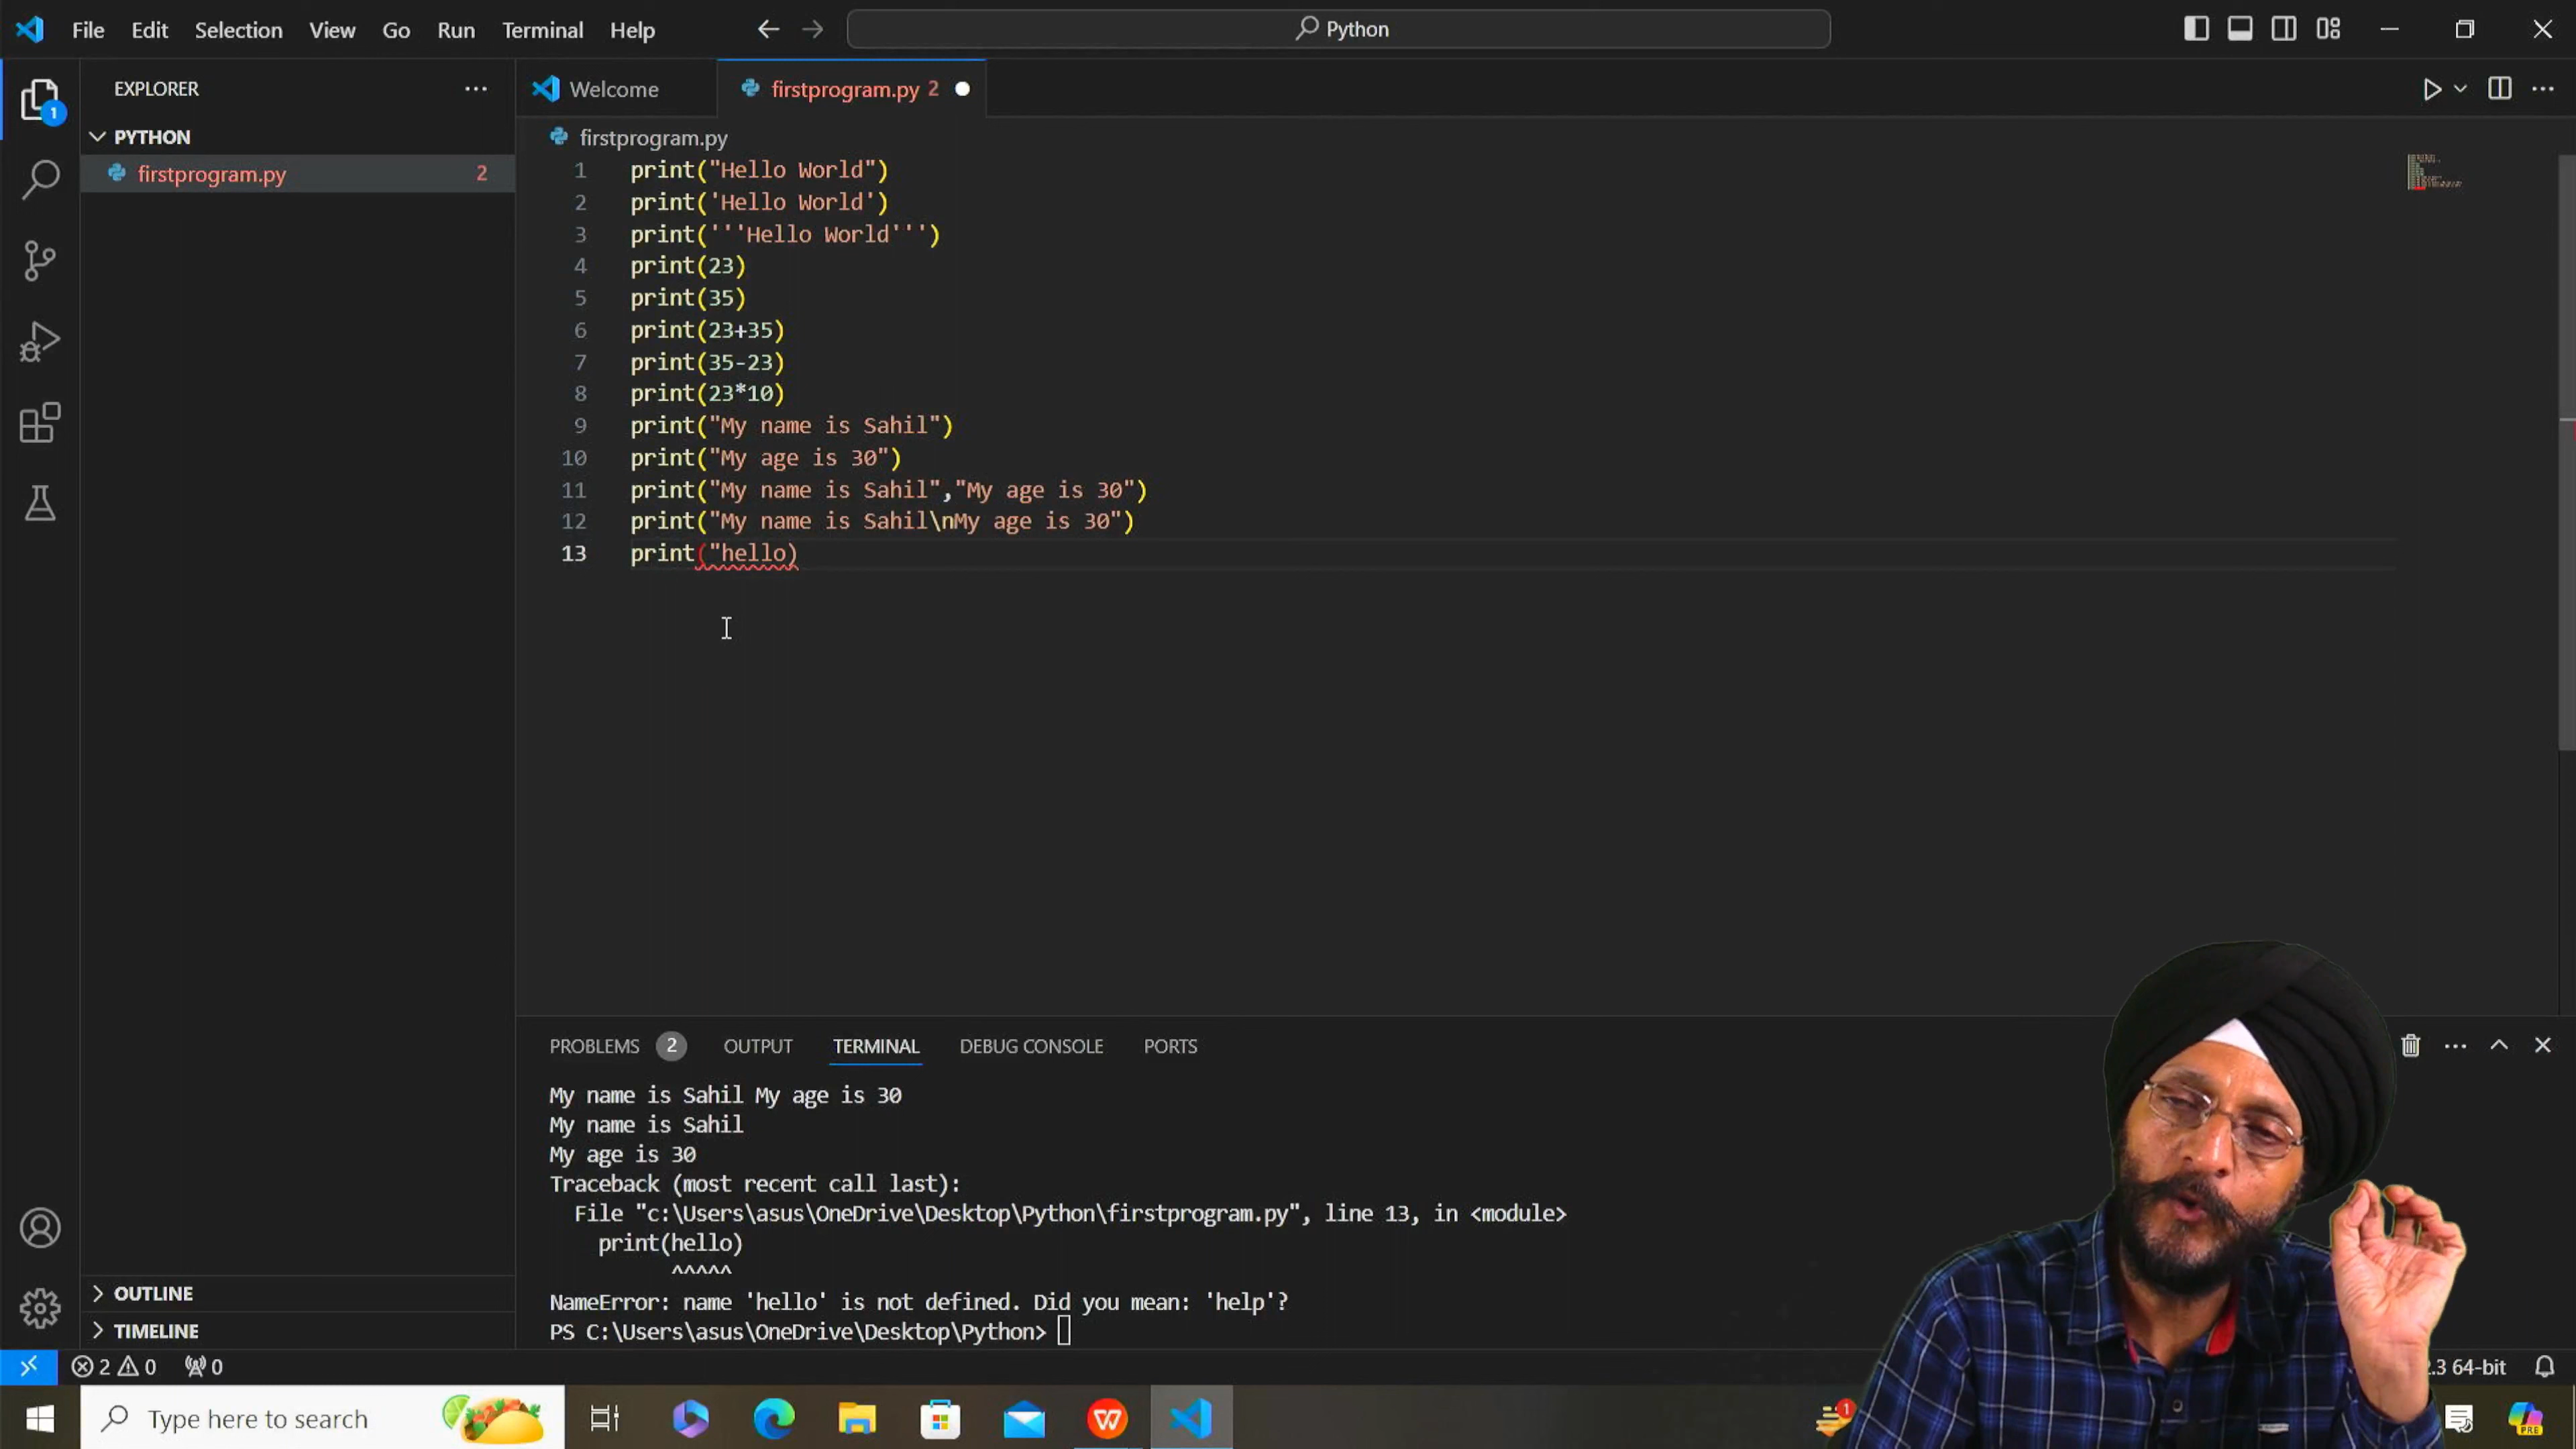 File Edit Selection View Go Run Terminal Help
Python
EXPLORER
PYTHON
firstprogram.py 2
1
Welcome
firstprogram.py 2
firstprogram.py
1 print("Hello World")
2 print('Hello World')
3 print('''Hello World''')
4 print(23)
5 print(35)
6 print(23+35)
7 print(35-23)
8 print(23*10)
9 print("My name is Sahil")
10 print("My age is 30")
11 print("My name is Sahil","My age is 30")
12 print("My name is Sahil\nMy age is 30")
13 print("hello)
PROBLEMS 2 OUTPUT TERMINAL DEBUG CONSOLE PORTS
My name is Sahil My age is 30
My name is Sahil
My age is 30
Traceback (most recent call last):
File "c:\Users\asus\OneDrive\Desktop\Python\firstprogram.py", line 13, in <module>
print(hello)
^^^^^
NameError: name 'hello' is not defined. Did you mean: 'help'?
PS C:\Users\asus\OneDrive\Desktop\Python>
OUTLINE
TIMELINE
2 0 0
.3 64-bit
Type here to search
1
PRE